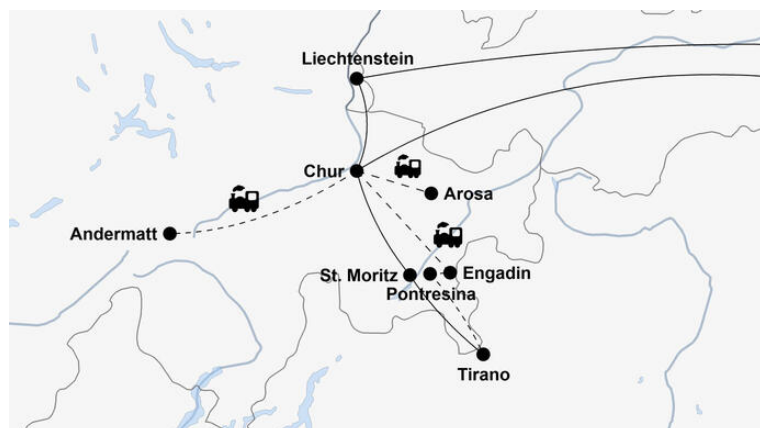 Liechtenstein
Chur
Arosa
Andermatt
St. Moritz
Engadin
Pontresina
Tirano